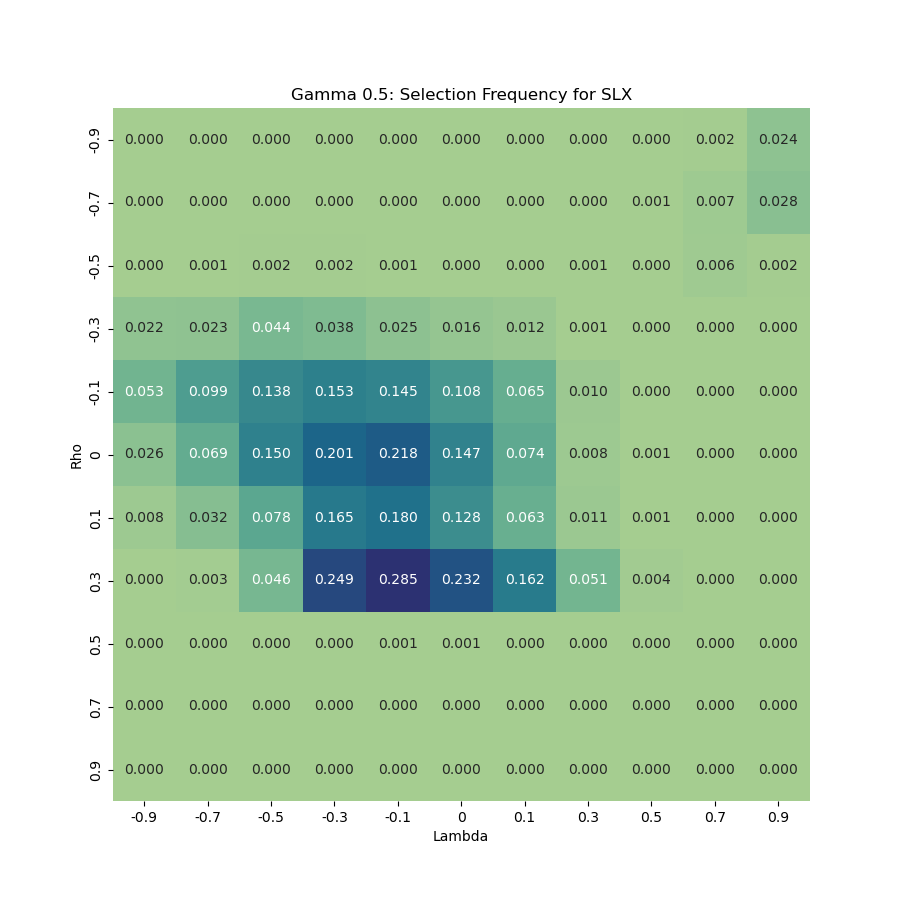 Gamma 0.5: Selection Frequency for SLX
-0.9 0.000 0.000 0.000 0.000 0.000 0.000 0.000 0.000 0.000 0.002 0.024
-0.7 0.000 0.000 0.000 0.000 0.000 0.000 0.000 0.000 0.001 0.007 0.028
-0.5 0.000 0.001 0.002 0.002 0.001 0.000 0.000 0.001 0.000 0.006 0.002
-0.3 0.022 0.023 0.044 0.038 0.025 0.016 0.012 0.001 0.000 0.000 0.000
-0.1 0.053 0.099 0.138 0.153 0.145 0.108 0.065 0.010 0.000 0.000 0.000
Rho
0 0.026 0.069 0.150 0.201 0.218 0.147 0.074 0.008 0.001 0.000 0.000
0.1 0.008 0.032 0.078 0.165 0.180 0.128 0.063 0.011 0.001 0.000 0.000
0.3 0.000 0.003 0.046 0.249 0.285 0.232 0.162 0.051 0.004 0.000 0.000
0.5 0.000 0.000 0.000 0.000 0.001 0.001 0.000 0.000 0.000 0.000 0.000
0.7 0.000 0.000 0.000 0.000 0.000 0.000 0.000 0.000 0.000 0.000 0.000
0.9 0.000 0.000 0.000 0.000 0.000 0.000 0.000 0.000 0.000 0.000 0.000
-0.9 -0.7 -0.5 -0.3 -0.1 0 0.1 0.3 0.5 0.7 0.9
Lambda